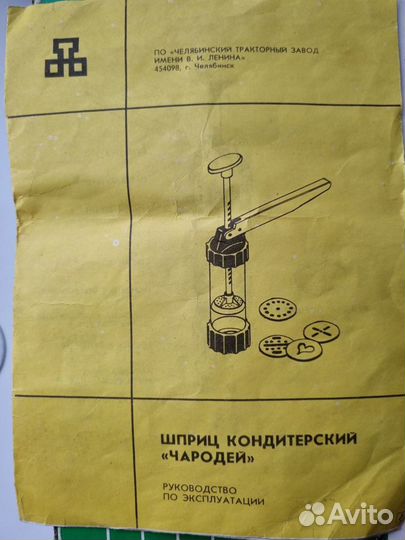 ПО «ЧЕЛЯБИНСКИЙ ТРАКТОРНЫЙ ЗАВОД
ИМЕНИ В. И. ЛЕНИНА»
454098, г. Челябинск
ШПРИЦ КОНДИТЕРСКИЙ
«ЧАРОДЕЙ»
РУКОВОДСТВО
ПО ЭКСПЛУАТАЦИИ
Avito